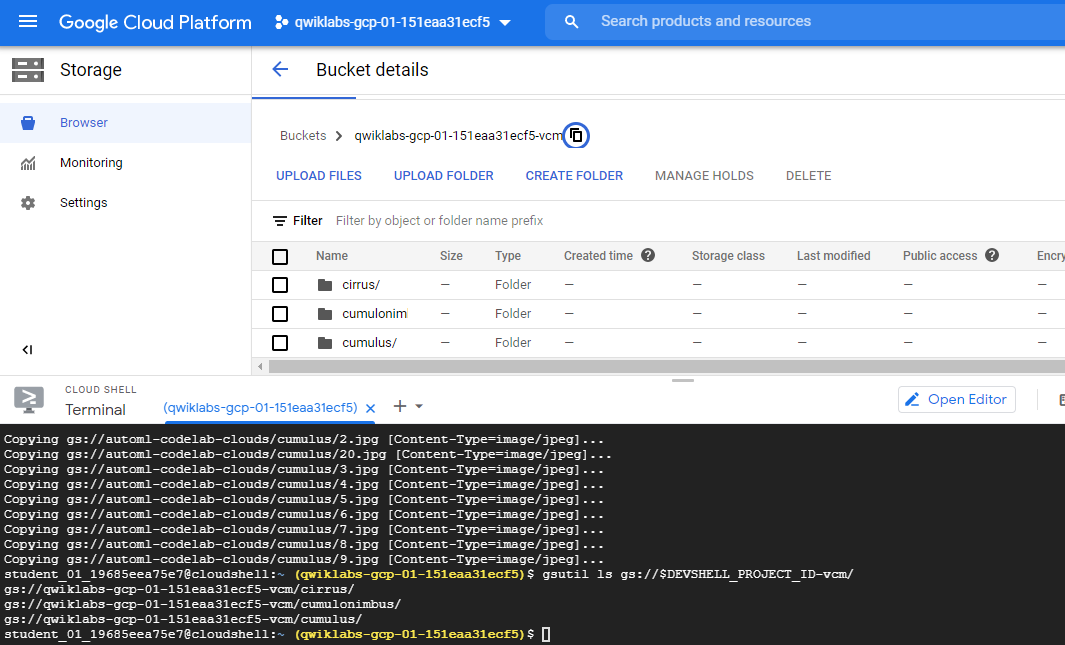 Google Cloud Platform qwiklabs-gcp-01-151eaa31ecf5 Search products and resources
Storage
Bucket details
Browser
Monitoring
Settings
Buckets > qwiklabs-gcp-01-151eaa31ecf5-vcm
UPLOAD FILES UPLOAD FOLDER CREATE FOLDER MANAGE HOLDS DELETE
Filter Filter by object or folder name prefix
Name Size Type Created time ? Storage class Last modified Public access ? Encry
cirrus/ — Folder — — — — —
cumulonim — Folder — — — — —
cumulus/ — Folder — — — — —
CLOUD SHELL
Terminal (qwiklabs-gcp-01-151eaa31ecf5) × + Open Editor
Copying gs://automl-codelab-clouds/cumulus/2.jpg [Content-Type=image/jpeg]...
Copying gs://automl-codelab-clouds/cumulus/20.jpg [Content-Type=image/jpeg]...
Copying gs://automl-codelab-clouds/cumulus/3.jpg [Content-Type=image/jpeg]...
Copying gs://automl-codelab-clouds/cumulus/4.jpg [Content-Type=image/jpeg]...
Copying gs://automl-codelab-clouds/cumulus/5.jpg [Content-Type=image/jpeg]...
Copying gs://automl-codelab-clouds/cumulus/6.jpg [Content-Type=image/jpeg]...
Copying gs://automl-codelab-clouds/cumulus/7.jpg [Content-Type=image/jpeg]...
Copying gs://automl-codelab-clouds/cumulus/8.jpg [Content-Type=image/jpeg]...
Copying gs://automl-codelab-clouds/cumulus/9.jpg [Content-Type=image/jpeg]...
student_01_19685eea75e7@cloudshell:~ (qwiklabs-gcp-01-151eaa31ecf5)$ gsutil ls gs://$DEVSHELL_PROJECT_ID-vcm/
gs://qwiklabs-gcp-01-151eaa31ecf5-vcm/cirrus/
gs://qwiklabs-gcp-01-151eaa31ecf5-vcm/cumulonimbus/
gs://qwiklabs-gcp-01-151eaa31ecf5-vcm/cumulus/
student_01_19685eea75e7@cloudshell:~ (qwiklabs-gcp-01-151eaa31ecf5)$